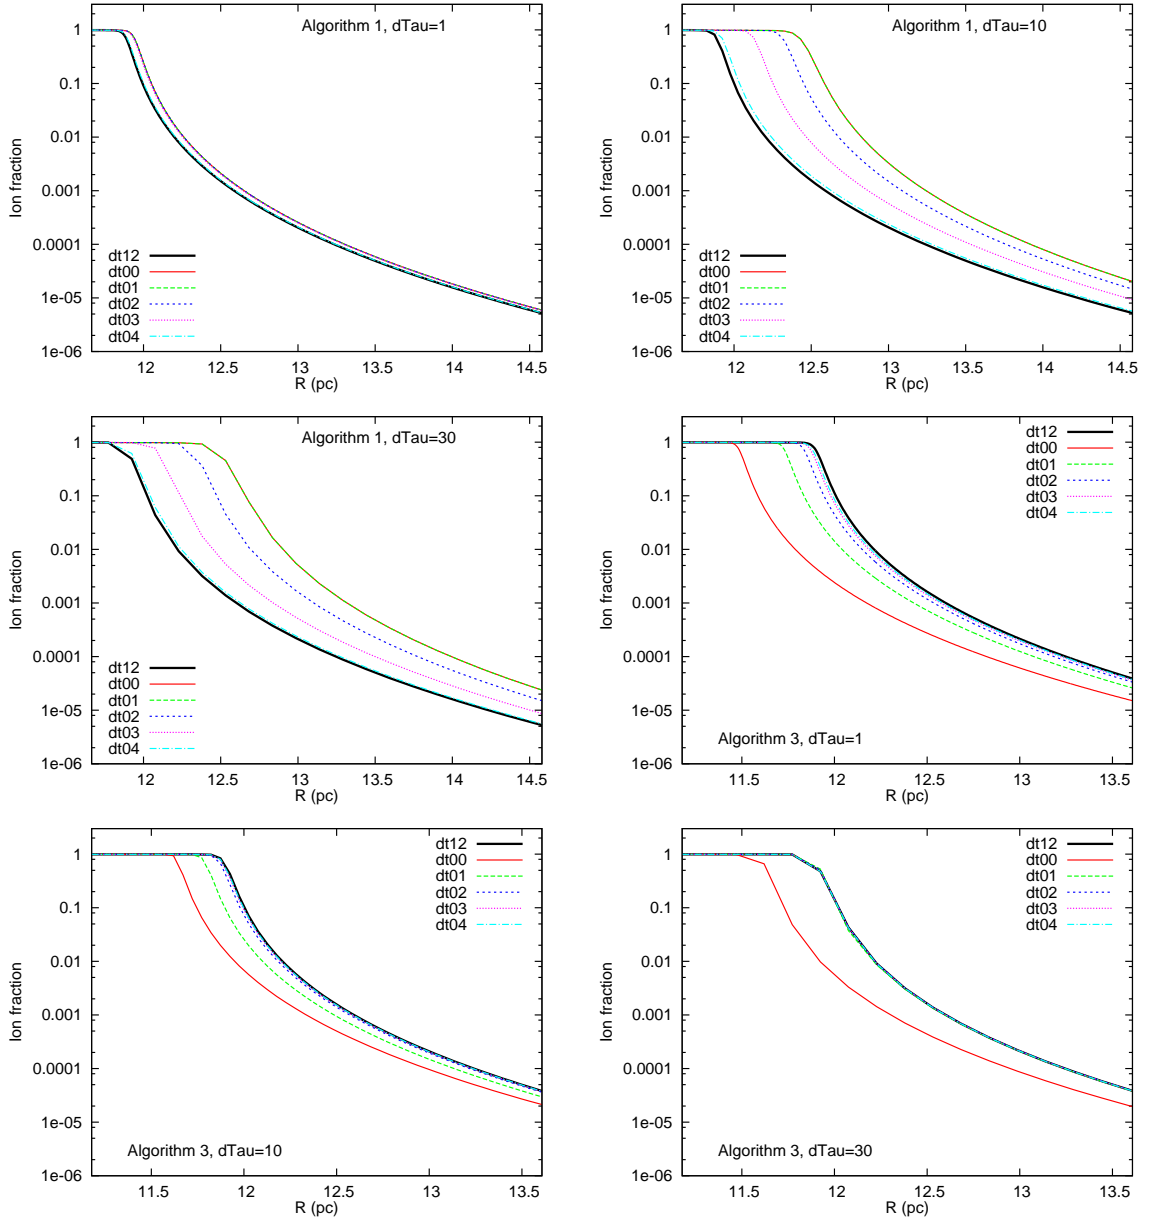 Algorithm 1, dTau=1
Ion fraction
1
0.1
0.01
0.001
0.0001
1e-05
1e-06
dt12
dt00
dt01
dt02
dt03
dt04
12 12.5 13 13.5 14 14.5
R (pc)
Algorithm 1, dTau=10
Ion fraction
1
0.1
0.01
0.001
0.0001
1e-05
1e-06
dt12
dt00
dt01
dt02
dt03
dt04
12 12.5 13 13.5 14 14.5
R (pc)
Algorithm 1, dTau=30
Ion fraction
1
0.1
0.01
0.001
0.0001
1e-05
1e-06
dt12
dt00
dt01
dt02
dt03
dt04
12 12.5 13 13.5 14 14.5
R (pc)
Ion fraction
1
0.1
0.01
0.001
0.0001
1e-05
1e-06
dt12
dt00
dt01
dt02
dt03
dt04
Algorithm 3, dTau=1
11.5 12 12.5 13 13.5
R (pc)
Ion fraction
1
0.1
0.01
0.001
0.0001
1e-05
1e-06
dt12
dt00
dt01
dt02
dt03
dt04
Algorithm 3, dTau=10
11.5 12 12.5 13 13.5
R (pc)
Ion fraction
1
0.1
0.01
0.001
0.0001
1e-05
1e-06
dt12
dt00
dt01
dt02
dt03
dt04
Algorithm 3, dTau=30
11.5 12 12.5 13 13.5
R (pc)